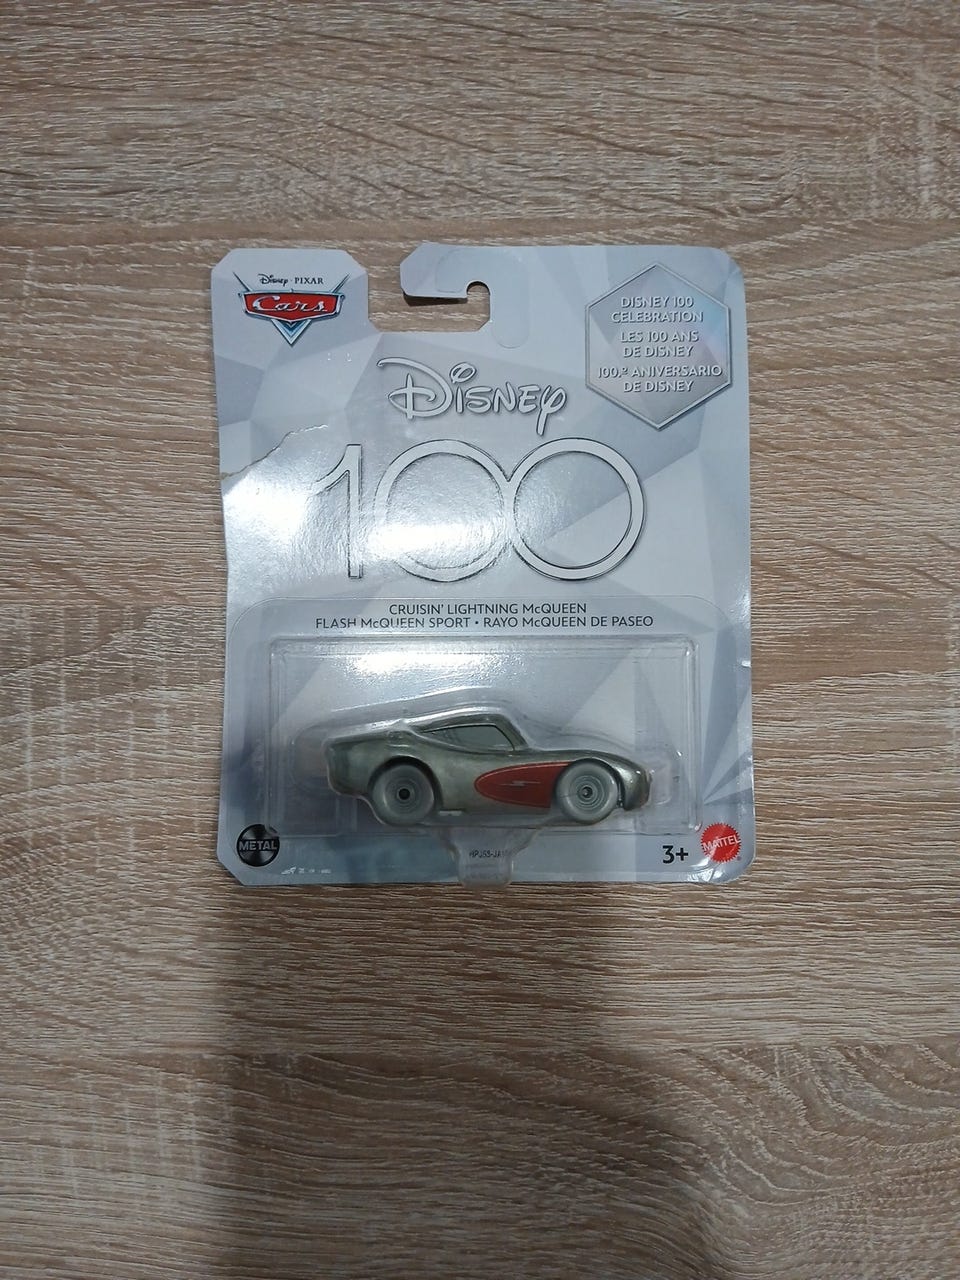 Disney · PIXAR
Cars
DISNEY 100
CELEBRATION
LES 100 ANS
DE DISNEY
100.º ANIVERSARIO
DE DISNEY
Disney
100
CRUISIN' LIGHTNING McQUEEN
FLASH McQUEEN SPORT • RAYO McQUEEN DE PASEO
METAL
3+
MATTEL